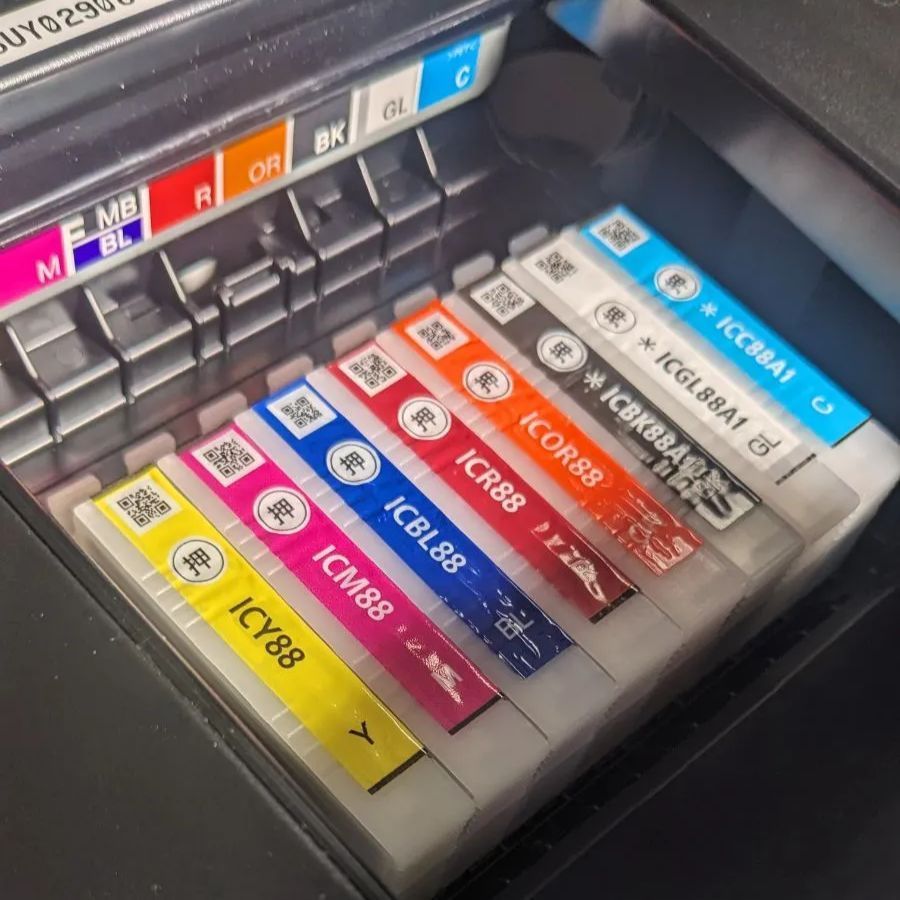 M
MB
BL
R
OR
BK
GL
C
押
* ICC88A1
C
押
* ICGL88A1
GL
押
* ICBK88A1
押
ICOR88
押
ICR88
押
ICBL88
BL
押
ICM88
押
ICY88
Y